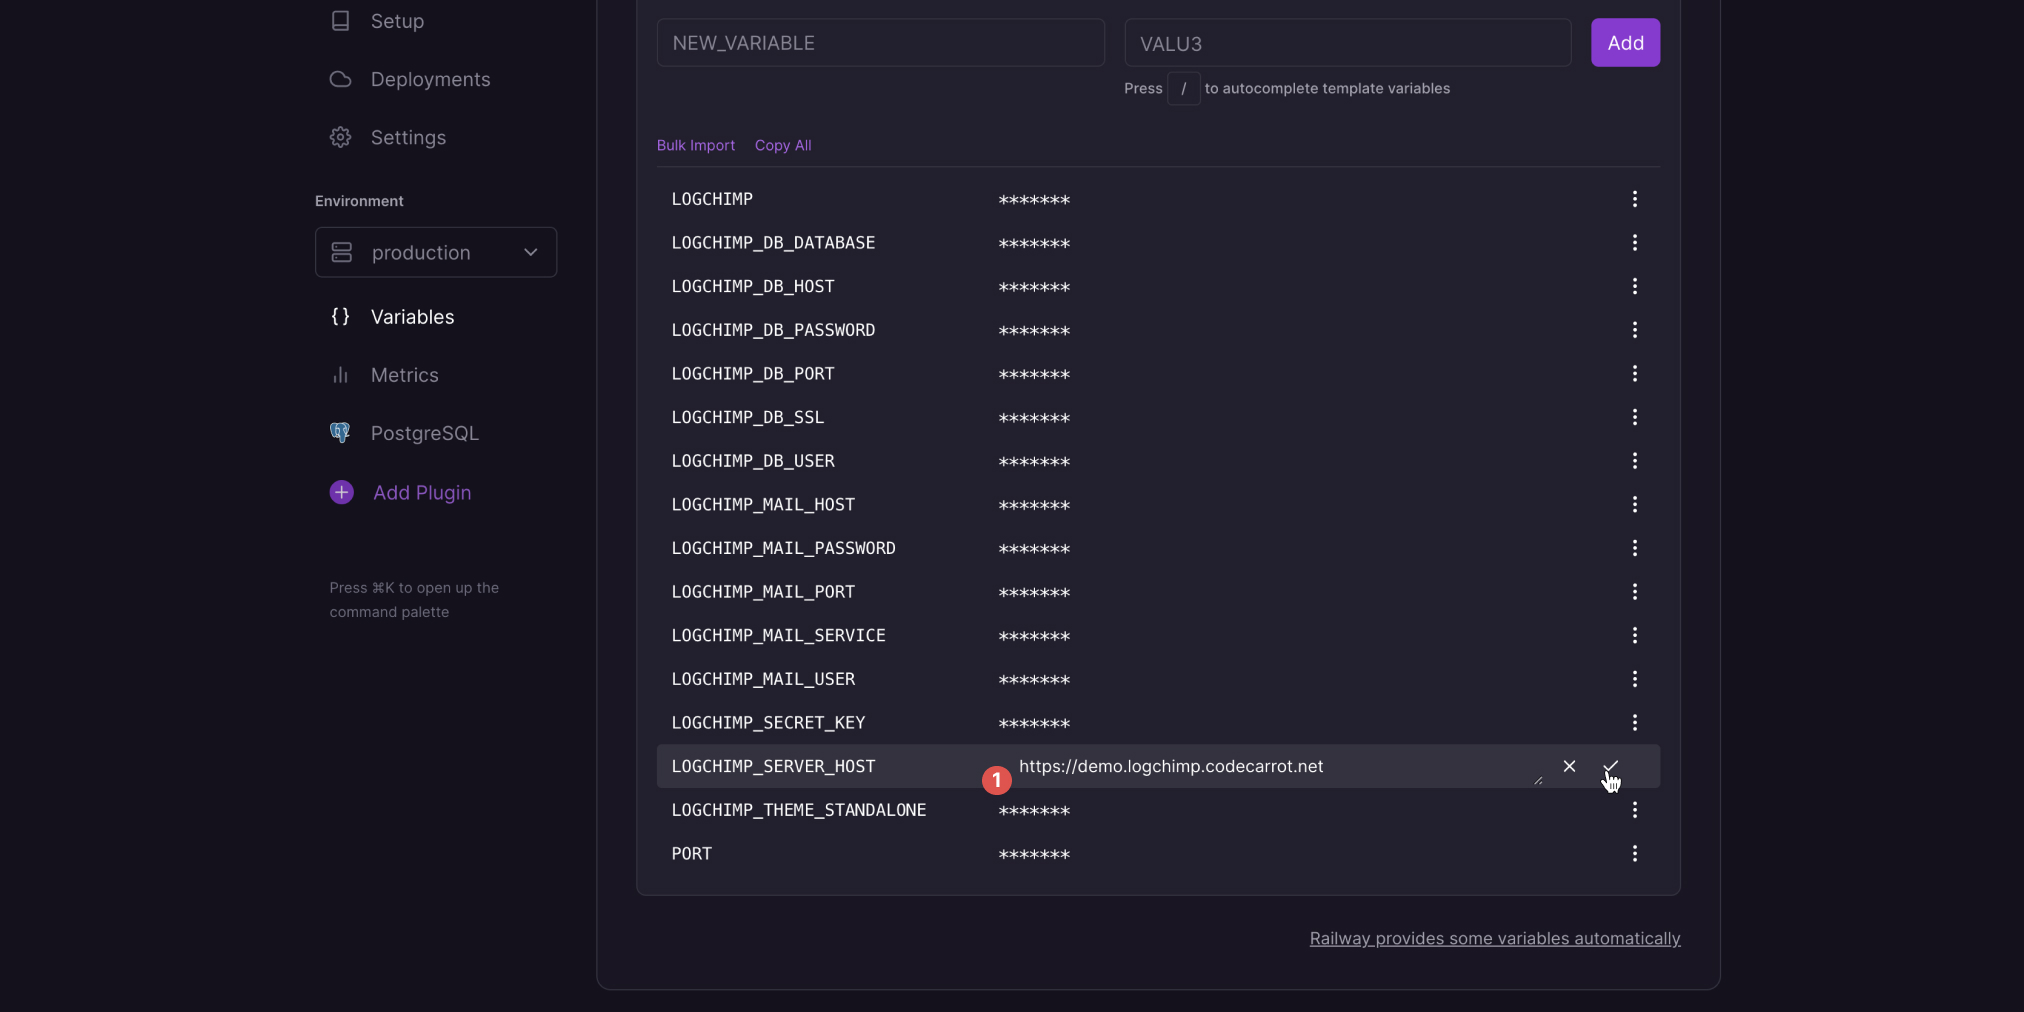 Setup
Deployments
Settings
Environment
production
{} Variables
Metrics
PostgreSQL
Add Plugin
Press ⌘K to open up the
command palette
NEW_VARIABLE
VALU3
Add
Press / to autocomplete template variables
Bulk Import Copy All
LOGCHIMP *******
LOGCHIMP_DB_DATABASE *******
LOGCHIMP_DB_HOST *******
LOGCHIMP_DB_PASSWORD *******
LOGCHIMP_DB_PORT *******
LOGCHIMP_DB_SSL *******
LOGCHIMP_DB_USER *******
LOGCHIMP_MAIL_HOST *******
LOGCHIMP_MAIL_PASSWORD *******
LOGCHIMP_MAIL_PORT *******
LOGCHIMP_MAIL_SERVICE *******
LOGCHIMP_MAIL_USER *******
LOGCHIMP_SECRET_KEY *******
LOGCHIMP_SERVER_HOST 1 https://demo.logchimp.codecarrot.net
LOGCHIMP_THEME_STANDALONE *******
PORT *******
Railway provides some variables automatically